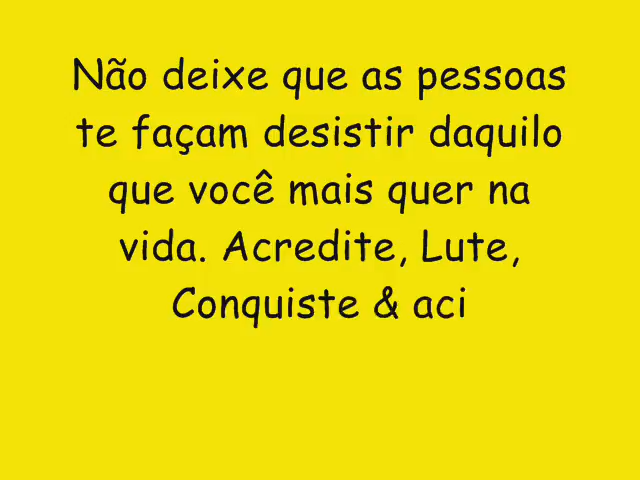 Não deixe que as pessoas
te façam desistir daquilo
que você mais quer na
vida. Acredite, Lute,
Conquiste & aci